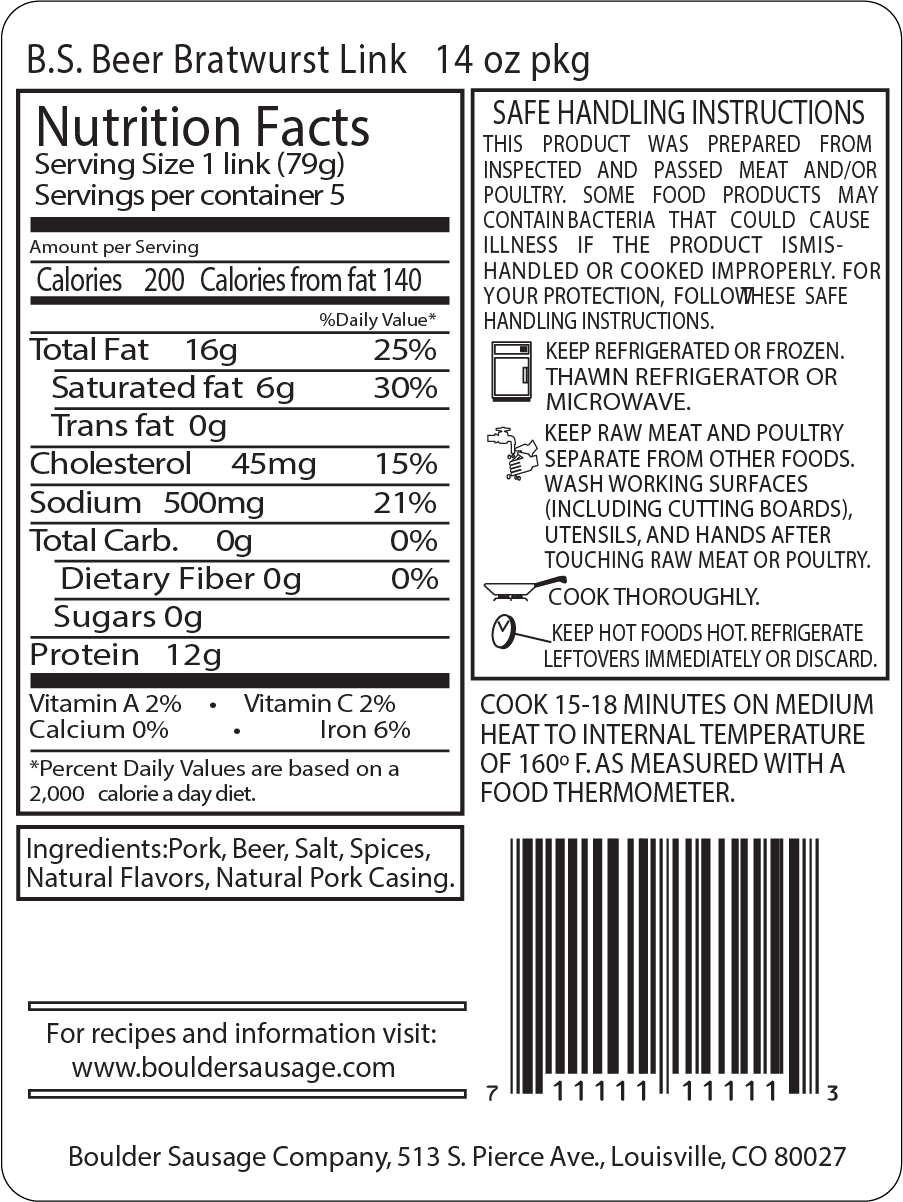 B.S. Beer Bratwurst Link 14 oz pkg
Nutrition Facts
Serving Size 1 link (79g)
Servings per container 5
Amount per Serving
Calories 200 Calories from fat 140
%Daily Value*
Total Fat 16g 25%
Saturated fat 6g 30%
Trans fat 0g
Cholesterol 45mg 15%
Sodium 500mg 21%
Total Carb. 0g 0%
Dietary Fiber 0g 0%
Sugars 0g
Protein 12g
Vitamin A 2% • Vitamin C 2%
Calcium 0% • Iron 6%
*Percent Daily Values are based on a
2,000 calorie a day diet.
Ingredients:Pork, Beer, Salt, Spices,
Natural Flavors, Natural Pork Casing.
For recipes and information visit:
www.bouldersausage.com
SAFE HANDLING INSTRUCTIONS
THIS PRODUCT WAS PREPARED FROM
INSPECTED AND PASSED MEAT AND/OR
POULTRY. SOME FOOD PRODUCTS MAY
CONTAIN BACTERIA THAT COULD CAUSE
ILLNESS IF THE PRODUCT ISMIS-
HANDLED OR COOKED IMPROPERLY. FOR
YOUR PROTECTION, FOLLOWTHESE SAFE
HANDLING INSTRUCTIONS.
KEEP REFRIGERATED OR FROZEN.
THAWIN REFRIGERATOR OR
MICROWAVE.
KEEP RAW MEAT AND POULTRY
SEPARATE FROM OTHER FOODS.
WASH WORKING SURFACES
(INCLUDING CUTTING BOARDS),
UTENSILS, AND HANDS AFTER
TOUCHING RAW MEAT OR POULTRY.
COOK THOROUGHLY.
KEEP HOT FOODS HOT. REFRIGERATE
LEFTOVERS IMMEDIATELY OR DISCARD.
COOK 15-18 MINUTES ON MEDIUM
HEAT TO INTERNAL TEMPERATURE
OF 160º F. AS MEASURED WITH A
FOOD THERMOMETER.
7 11111 11111 3
Boulder Sausage Company, 513 S. Pierce Ave., Louisville, CO 80027